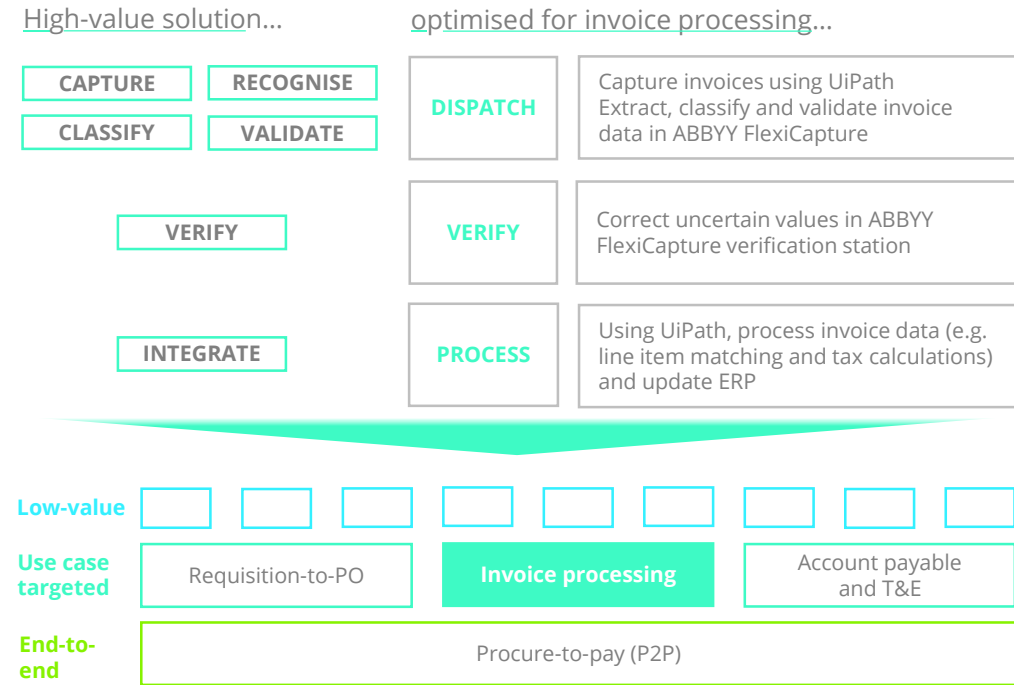 High-value solution...
optimised for invoice processing...
CAPTURE
RECOGNISE
CLASSIFY
VALIDATE
DISPATCH
Capture invoices using UiPath
Extract, classify and validate invoice
data in ABBYY FlexiCapture
VERIFY
VERIFY
Correct uncertain values in ABBYY
FlexiCapture verification station
INTEGRATE
PROCESS
Using UiPath, process invoice data (e.g.
line item matching and tax calculations)
and update ERP
Low-value
Use case
targeted
Requisition-to-PO
Invoice processing
Account payable
and T&E
End-to-
end
Procure-to-pay (P2P)